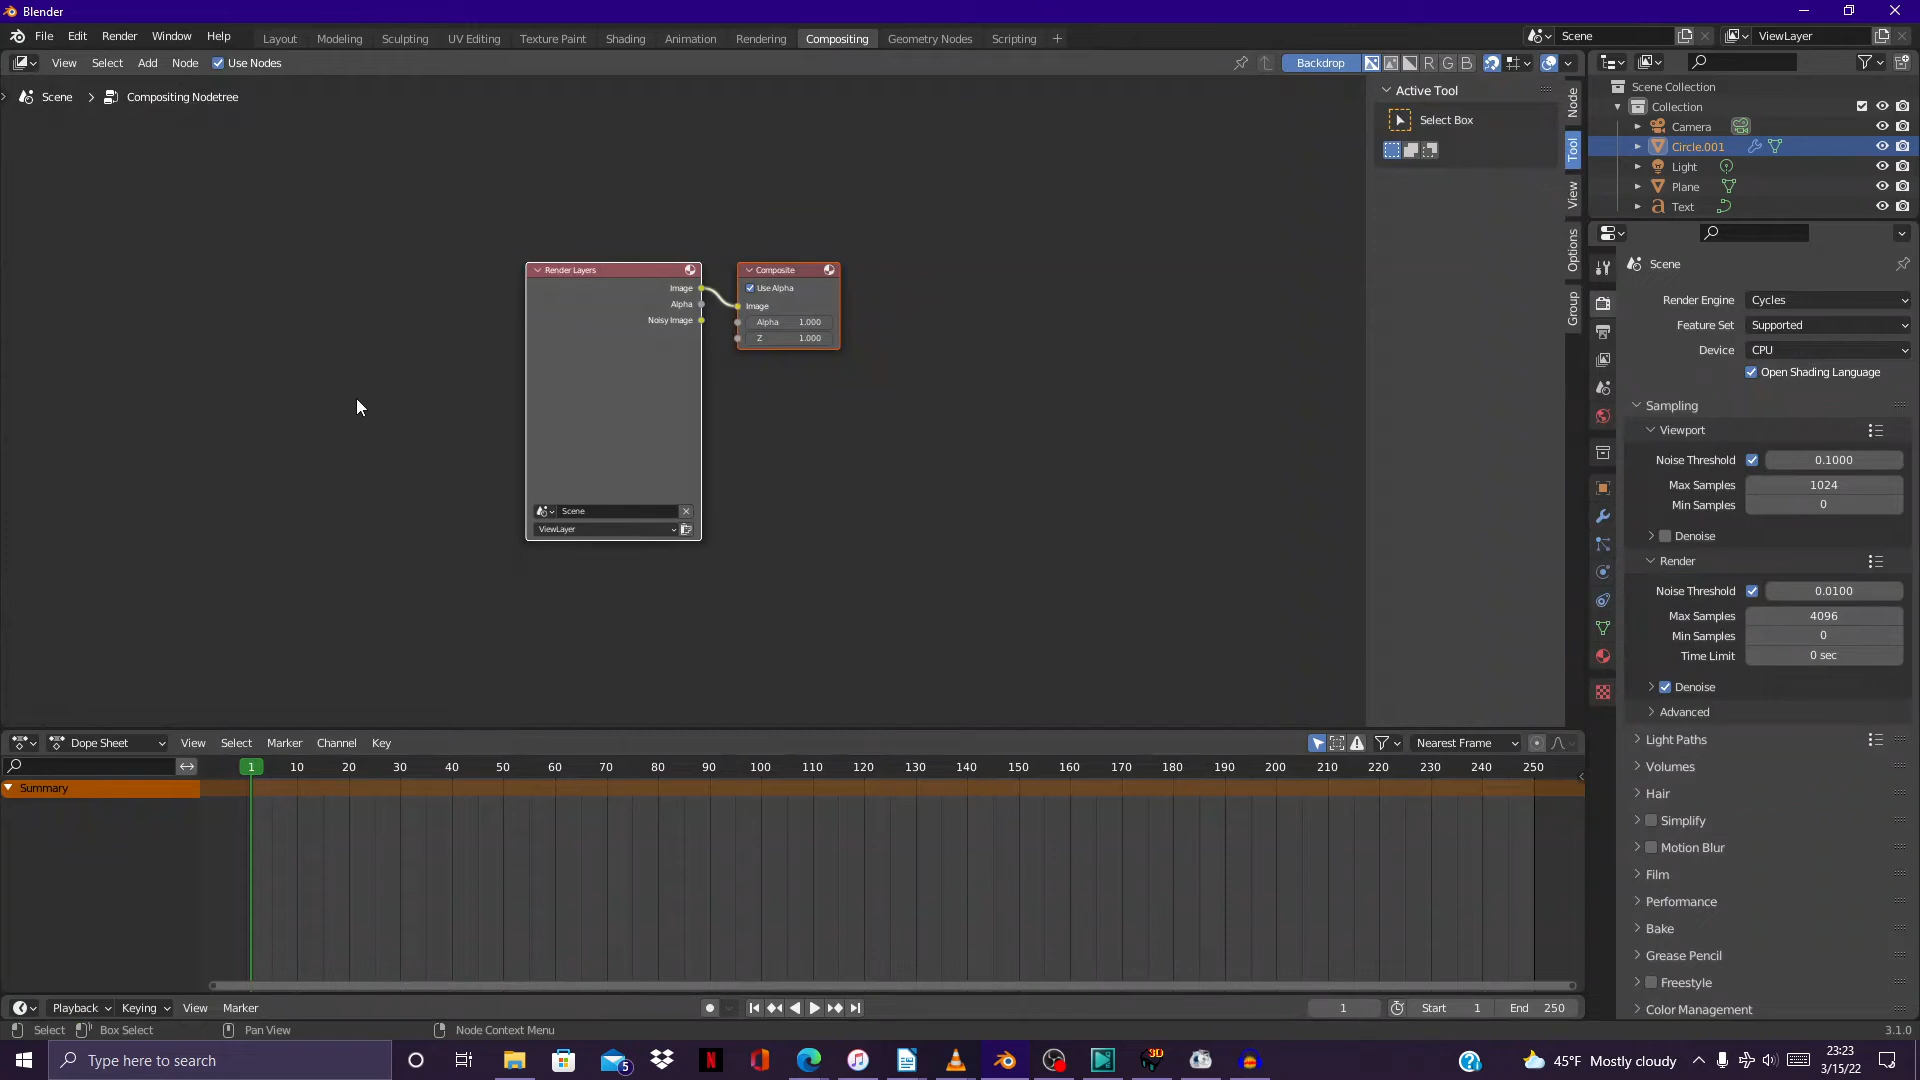 Blender
File Edit Render Window Help Layout Modeling Sculpting UV Editing Texture Paint Shading Animation Rendering Compositing Geometry Nodes Scripting + Scene ViewLayer
View Select Add Node Use Nodes Backdrop R G B
Scene > Compositing Nodetree
Active Tool
Select Box
Node
Tool
View
Options
Group
Render Layers
Image
Alpha
Noisy Image
Scene
ViewLayer
Composite
Use Alpha
Image
Alpha 1.000
Z 1.000
Scene Collection
Collection
Camera
Circle.001
Light
Plane
Text
Scene
Render Engine Cycles
Feature Set Supported
Device CPU
Open Shading Language
Sampling
Viewport
Noise Threshold 0.1000
Max Samples 1024
Min Samples 0
Denoise
Render
Noise Threshold 0.0100
Max Samples 4096
Min Samples 0
Time Limit 0 sec
Denoise
Advanced
Light Paths
Volumes
Hair
Simplify
Motion Blur
Film
Performance
Bake
Grease Pencil
Freestyle
Color Management
Dope Sheet View Select Marker Channel Key Nearest Frame
1 10 20 30 40 50 60 70 80 90 100 110 120 130 140 150 160 170 180 190 200 210 220 230 240 250
Summary
Playback Keying View Marker 1 Start 1 End 250
Select Box Select Pan View Node Context Menu 3.1.0
Type here to search 5 3D 45°F Mostly cloudy 23:23
3/15/22